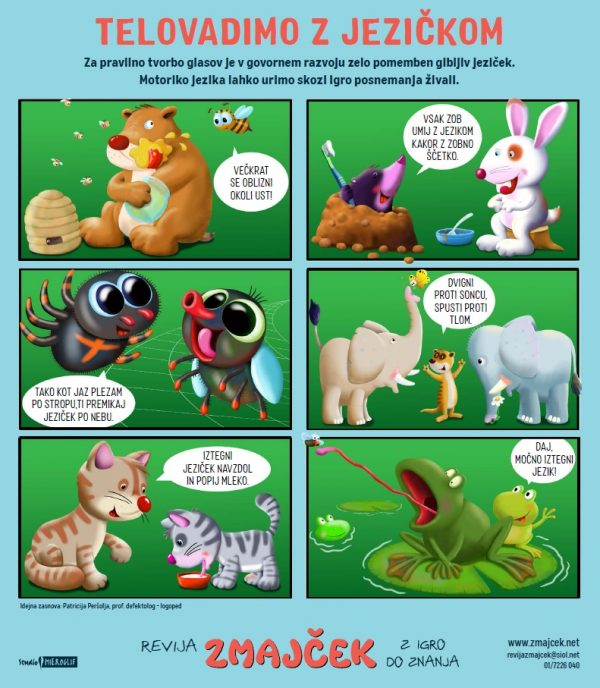 TELOVADIMO Z JEZIČKOM
Za pravilno tvorbo glasov je v govornem razvoju zelo pomemben gibljiv jeziček.
Motoriko jezika lahko urimo skozi igro posnemanja živali.
VEČKRAT
SE OBLIZNI
OKOLI UST!
VSAK ZOB
UMIJ Z JEZIKOM
KAKOR Z ZOBNO
ŠČETKO.
TAKO KOT JAZ PLEZAM
PO STROPU,TI PREMIKAJ
JEZIČEK PO NEBU.
DVIGNI
PROTI SONCU,
SPUSTI PROTI
TLOM.
IZTEGNI
JEZIČEK NAVZDOL
IN POPIJ MLEKO.
DAJ,
MOČNO IZTEGNI
JEZIK!
Idejna zasnova: Patricija Peršolja, prof. defektolog - logoped
Studio HIEROGLIF
REVIJA ZMAJČEK Z IGRO
DO ZNANJA
www.zmajcek.net
revijazmajcek@siol.net
01/7226 040